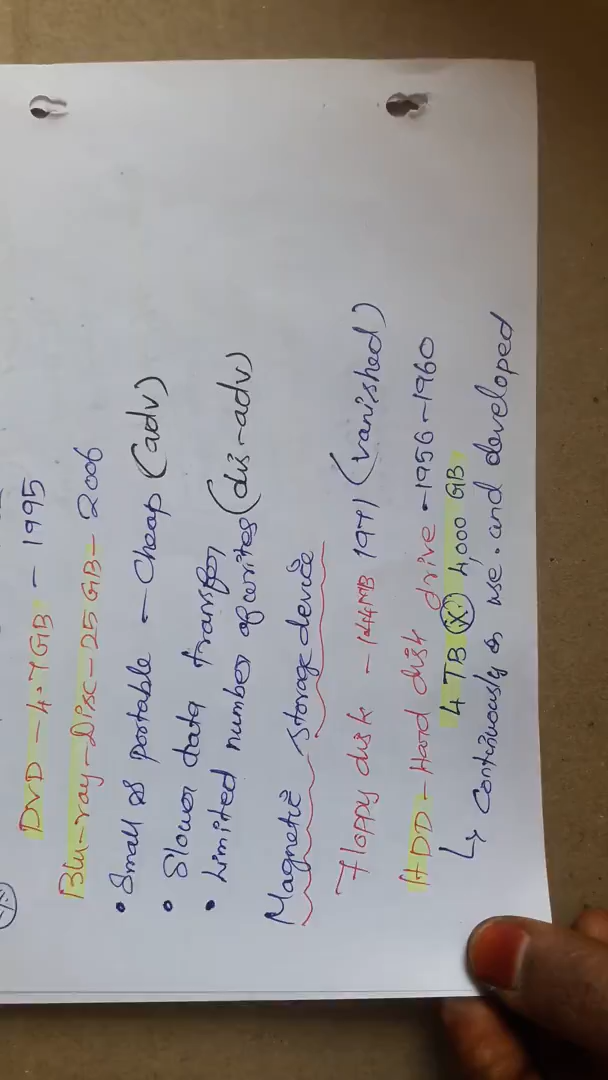 DVD - 4.7GB - 1995
Blu-ray-Disc-25 GB - 2006
• Small & portable - Cheap (adv)
• Slower data transfer
• Limited number of writes (dis-adv)
Magnetic storage device
Floppy disk - 1.44MB 1971 (vanished)
HDD - Hard disk drive - 1956-1960
4 TB (x) 4,000 GB.
↳ Continuously in use. and developed